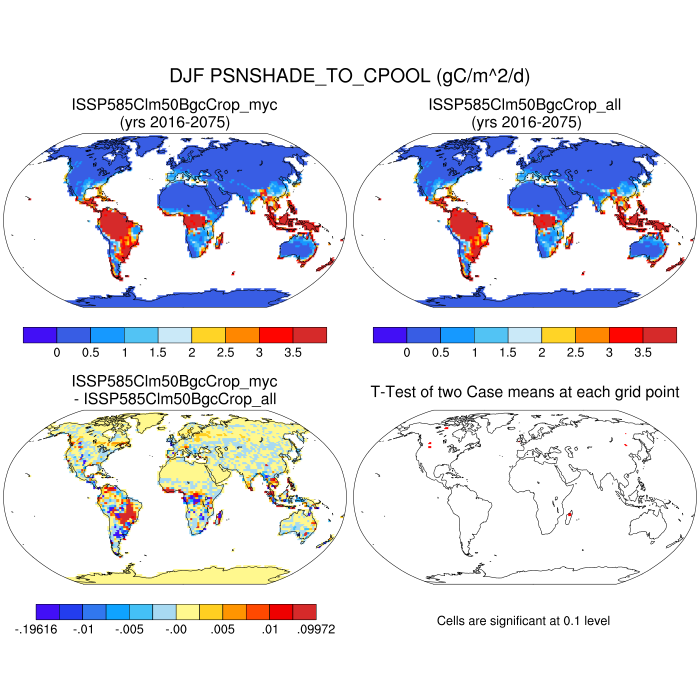 DJF PSNSHADE_TO_CPOOL (gC/m^2/d)
ISSP585Clm50BgcCrop_myc
(yrs 2016-2075)
ISSP585Clm50BgcCrop_all
(yrs 2016-2075)
0 0.5 1 1.5 2 2.5 3 3.5
0 0.5 1 1.5 2 2.5 3 3.5
ISSP585Clm50BgcCrop_myc
- ISSP585Clm50BgcCrop_all
T-Test of two Case means at each grid point
-.19616 -.01 -.005 -.00 .005 .01 .09972
Cells are significant at 0.1 level